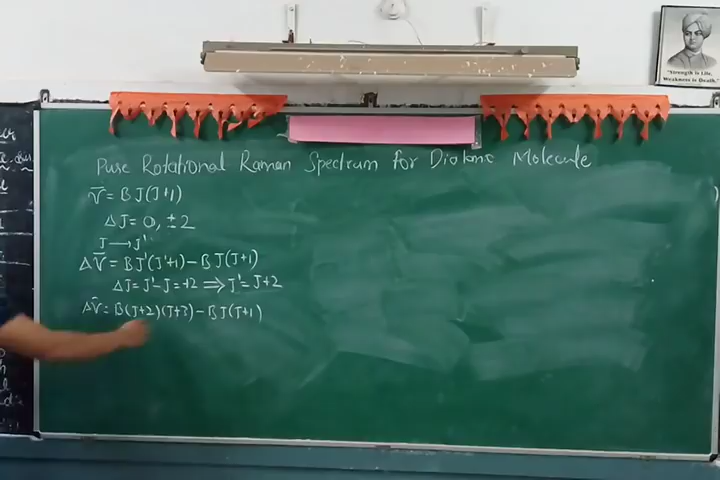 Pure Rotational Raman Spectrum for Diatomic Molecule
ν̄ = BJ(J+1)
ΔJ = 0, ±2
J → J'
Δν̄ = BJ'(J'+1) - BJ(J+1)
ΔJ = J' - J = +2 ⇒ J' = J+2
Δν̄ = B(J+2)(J+3) - BJ(J+1)
"Strength is Life,
Weakness is Death."